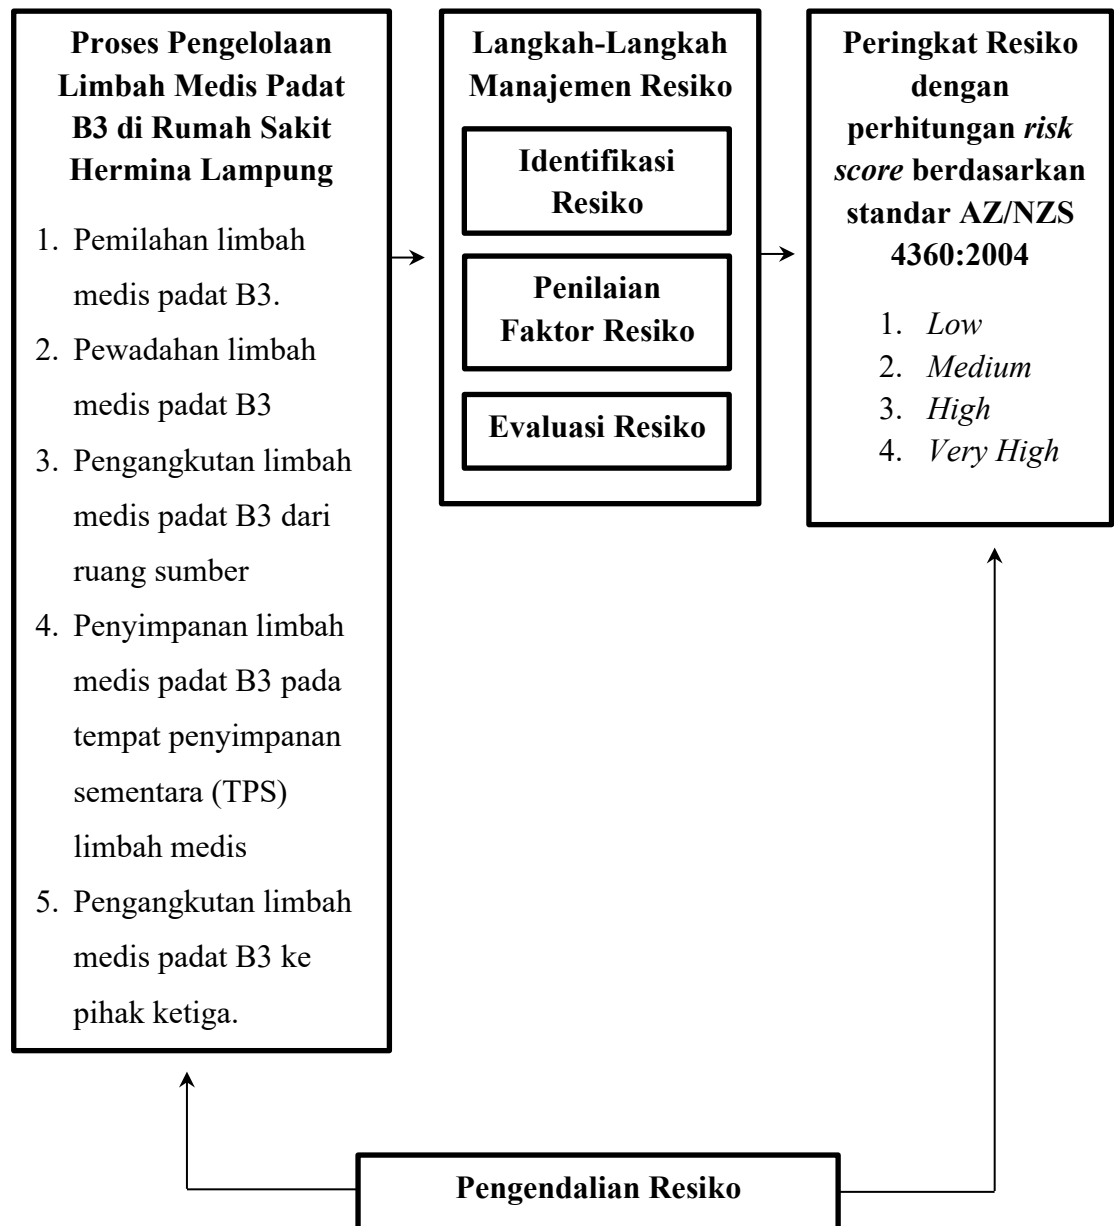 Proses Pengelolaan
Limbah Medis Padat
B3 di Rumah Sakit
Hermina Lampung
1. Pemilahan limbah
medis padat B3.
2. Pewadahan limbah
medis padat B3
3. Pengangkutan limbah
medis padat B3 dari
ruang sumber
4. Penyimpanan limbah
medis padat B3 pada
tempat penyimpanan
sementara (TPS)
limbah medis
5. Pengangkutan limbah
medis padat B3 ke
pihak ketiga.
Langkah-Langkah
Manajemen Resiko
Identifikasi
Resiko
Penilaian
Faktor Resiko
Evaluasi Resiko
Peringkat Resiko
dengan
perhitungan risk
score berdasarkan
standar AZ/NZS
4360:2004
1. Low
2. Medium
3. High
4. Very High
Pengendalian Resiko